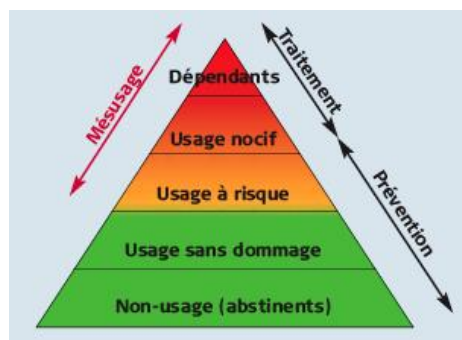 Mésusage
Traitement
Prévention
Dépendants
Usage nocif
Usage à risque
Usage sans dommage
Non-usage (abstinents)